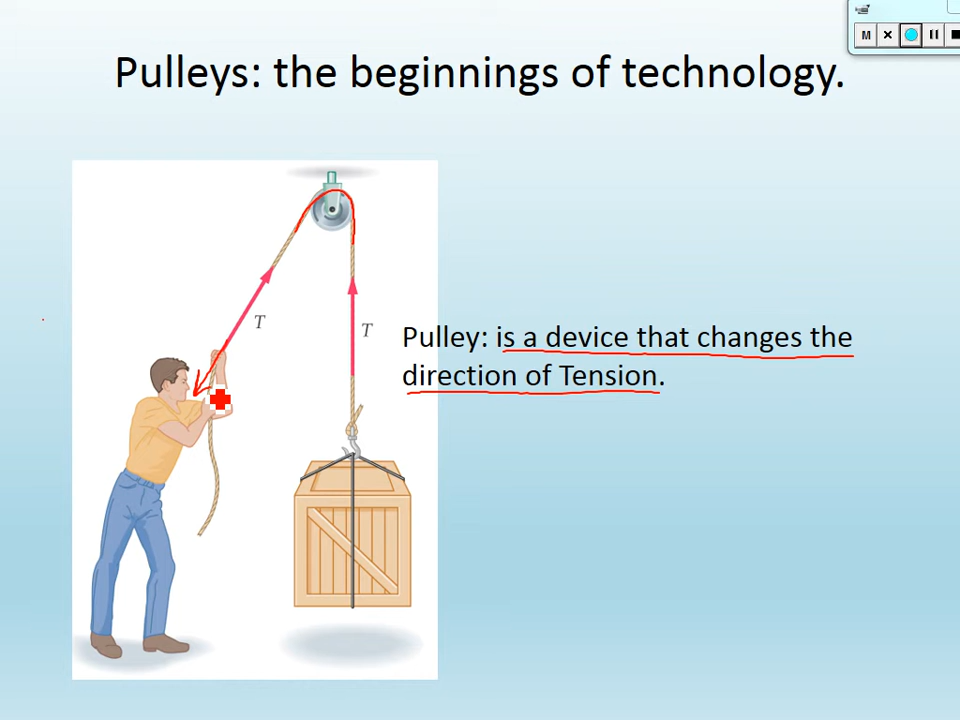 M
Pulleys: the beginnings of technology.
T
T
Pulley: is a device that changes the
direction of Tension.